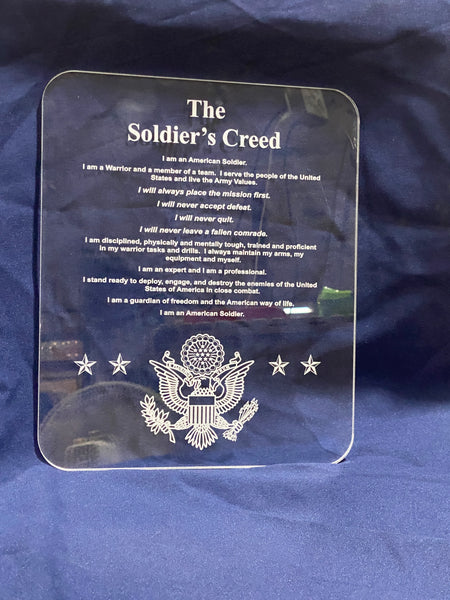 The
Soldier's Creed
I am an American Soldier.
I am a Warrior and a member of a team. I serve the people of the United
States and live the Army Values.
I will always place the mission first.
I will never accept defeat.
I will never quit.
I will never leave a fallen comrade.
I am disciplined, physically and mentally tough, trained and proficient
in my warrior tasks and drills. I always maintain my arms, my
equipment and myself.
I am an expert and I am a professional.
I stand ready to deploy, engage, and destroy the enemies of the United
States of America in close combat.
I am a guardian of freedom and the American way of life.
I am an American Soldier.